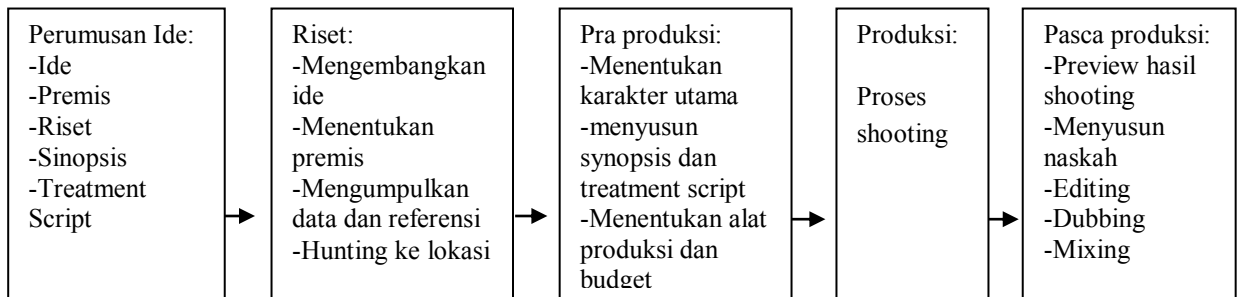 Perumusan Ide:
-Ide
-Premis
-Riset
-Sinopsis
-Treatment
Script
Riset:
-Mengembangkan
ide
-Menentukan
premis
-Mengumpulkan
data dan referensi
-Hunting ke lokasi
Pra produksi:
-Menentukan
karakter utama
-menyusun
synopsis dan
treatment script
-Menentukan alat
produksi dan
budget
Produksi:
Proses
shooting
Pasca produksi:
-Preview hasil
shooting
-Menyusun
naskah
-Editing
-Dubbing
-Mixing